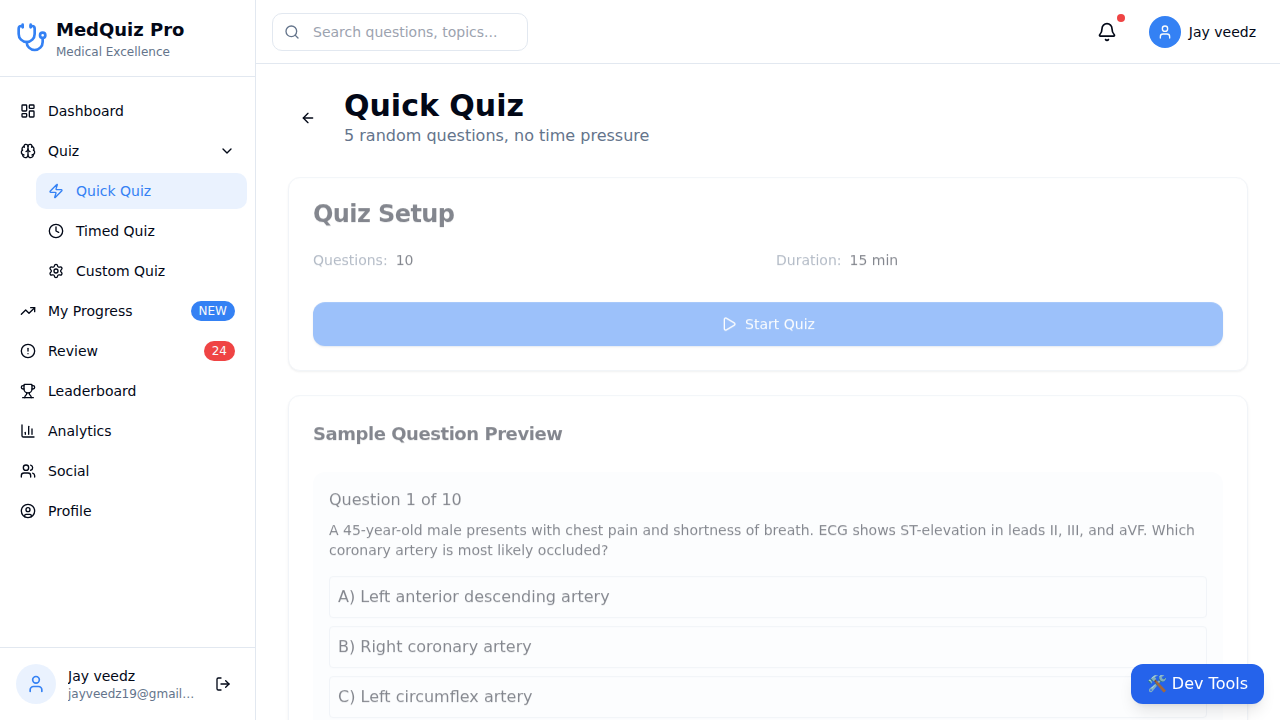 MedQuiz Pro
Medical Excellence
Dashboard
Quiz
Quick Quiz
Timed Quiz
Custom Quiz
My Progress NEW
Review 24
Leaderboard
Analytics
Social
Profile
Jay veedz
jayveedz19@gmail...
Search questions, topics...
Jay veedz
Quick Quiz
5 random questions, no time pressure
Quiz Setup
Questions: 10 Duration: 15 min
Start Quiz
Sample Question Preview
Question 1 of 10
A 45-year-old male presents with chest pain and shortness of breath. ECG shows ST-elevation in leads II, III, and aVF. Which
coronary artery is most likely occluded?
A) Left anterior descending artery
B) Right coronary artery
C) Left circumflex artery
🛠️ Dev Tools